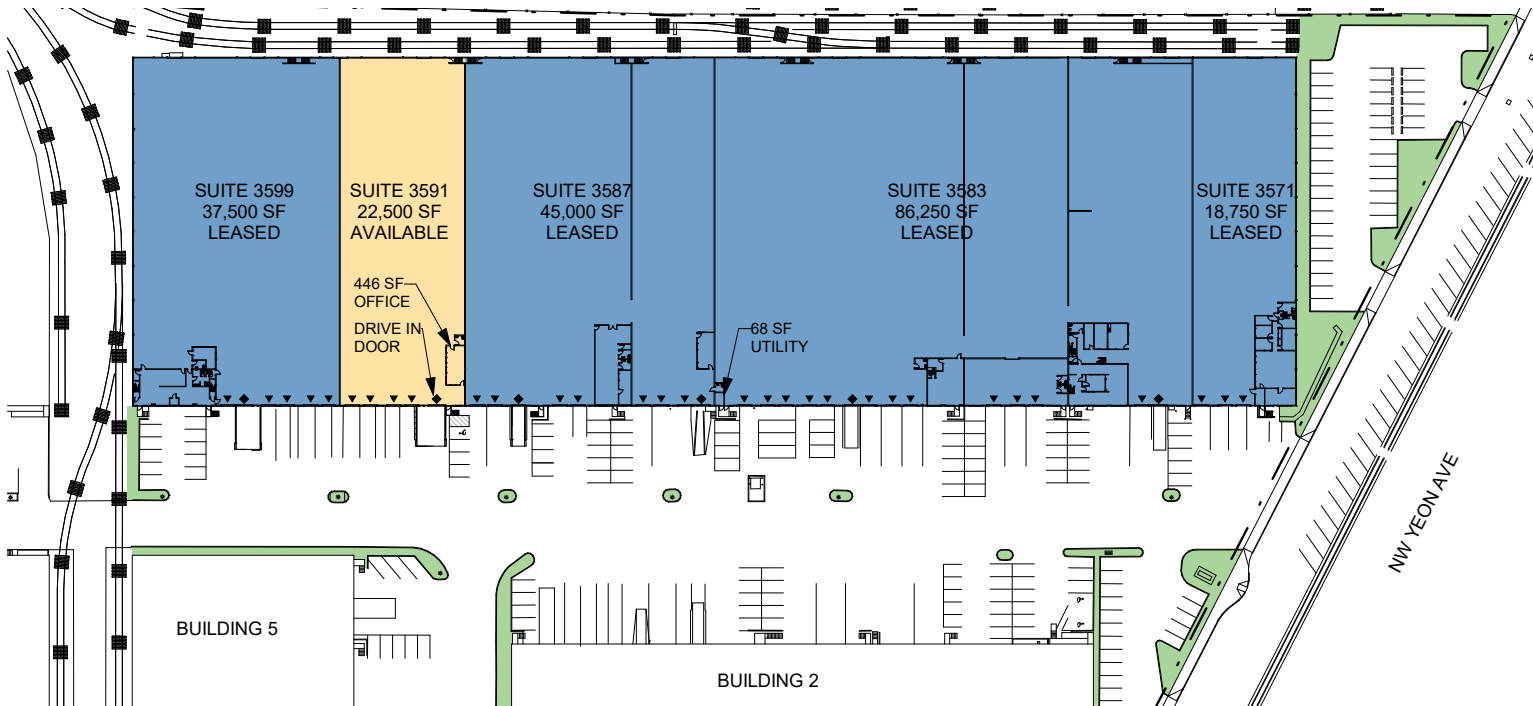 SUITE 3599
37,500 SF
LEASED
SUITE 3591
22,500 SF
AVAILABLE
SUITE 3587
45,000 SF
LEASED
SUITE 3583
86,250 SF
LEASED
SUITE 3571
18,750 SF
LEASED
446 SF
OFFICE
DRIVE IN
DOOR
68 SF
UTILITY
NW YEON AVE
BUILDING 5
BUILDING 2